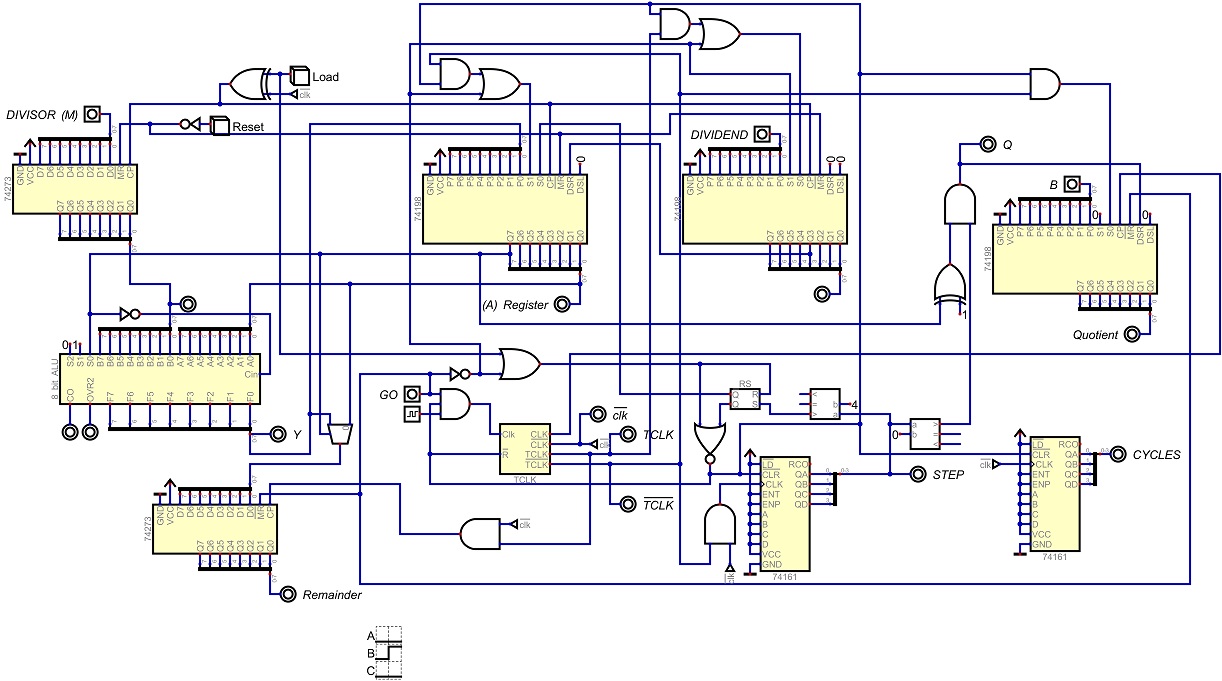 Load
clk
DIVISOR (M)
Reset
DIVIDEND
Q
B
0
0 0
0
0
GND VCC D7 D6 D5 D4 D3 D2 D1 D0 MR CP
74273
Q7 Q6 Q5 Q4 Q3 Q2 Q1 Q0
GND VCC P7 P6 P5 P4 P3 P2 P1 P0 S1 S0 CP MR DSR DSL
74198
Q7 Q6 Q5 Q4 Q3 Q2 Q1 Q0
GND VCC P7 P6 P5 P4 P3 P2 P1 P0 S1 S0 CP MR DSR DSL
74198
Q7 Q6 Q5 Q4 Q3 Q2 Q1 Q0
GND VCC P7 P6 P5 P4 P3 P2 P1 P0 S1 S0 CP MR DSR DSL
74198
Q7 Q6 Q5 Q4 Q3 Q2 Q1 Q0
(A) Register
1
Quotient
0 1
S2 S1 S0 B7 B6 B5 B4 B3 B2 B1 B0 A7 A6 A5 A4 A3 A2 A1 A0
8 bit ALU
Cin
CO OVR2 F7 F6 F5 F4 F3 F2 F1 F0
Y
GO
Clk CLK
CLK
TCLK
R TCLK
TCLK
clk
clk
TCLK
TCLK
RS
Q R
Q S
< =
> a
4
0
a >
b =
<
STEP
LD RCO
CLR QA
CLK QB
ENT QC
ENP QD
A
B
C
D
VCC
GND
74161
clk
clk
LD RCO
CLR QA
CLK QB
ENT QC
ENP QD
A
B
C
D
VCC
GND
74161
CYCLES
GND VCC D7 D6 D5 D4 D3 D2 D1 D0 MR CP
74273
Q7 Q6 Q5 Q4 Q3 Q2 Q1 Q0
clk
Remainder
A
B
C